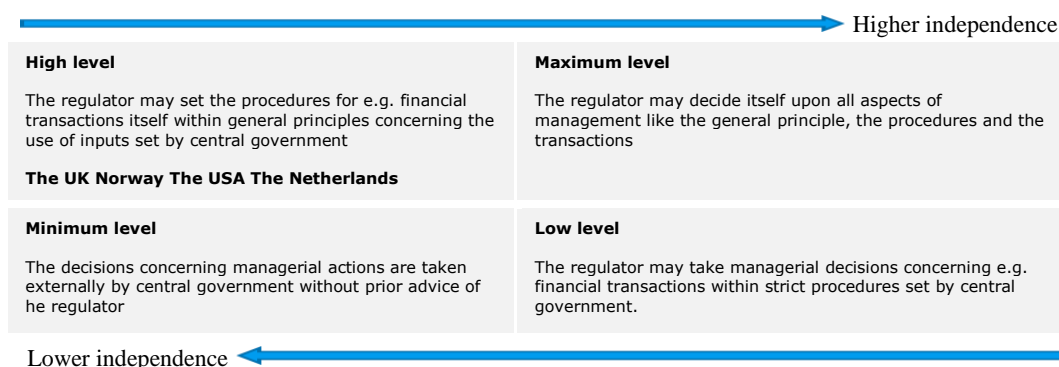 Higher independence
High level
The regulator may set the procedures for e.g. financial
transactions itself within general principles concerning the
use of inputs set by central government
The UK Norway The USA The Netherlands
Maximum level
The regulator may decide itself upon all aspects of
management like the general principle, the procedures and the
transactions
Minimum level
The decisions concerning managerial actions are taken
externally by central government without prior advice of
he regulator
Low level
The regulator may take managerial decisions concerning e.g.
financial transactions within strict procedures set by central
government.
Lower independence